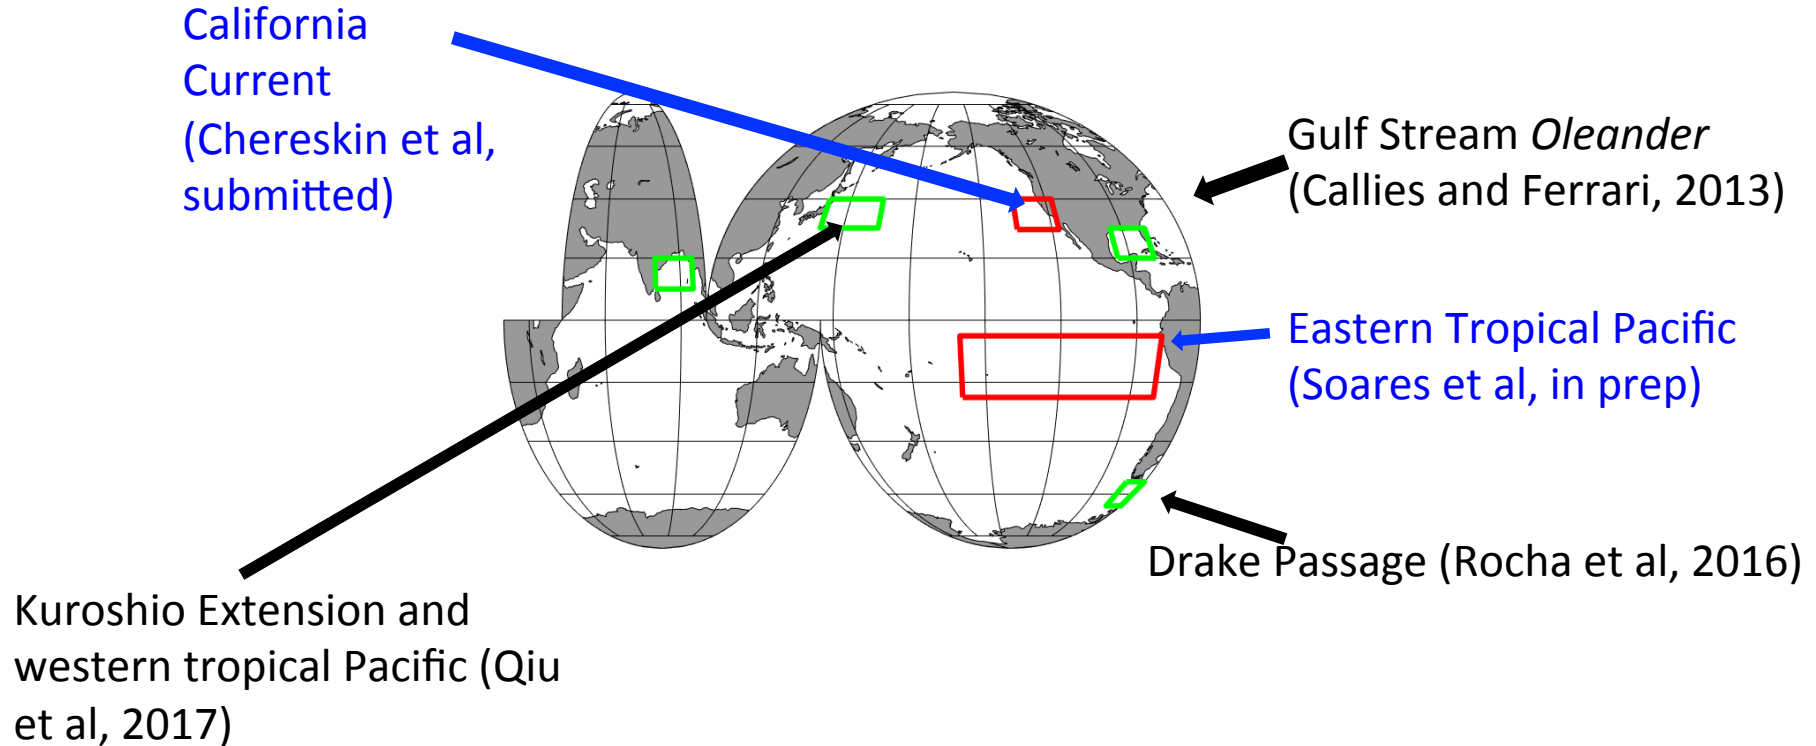 California
Current
(Chereskin et al,
submitted)
Gulf Stream Oleander
(Callies and Ferrari, 2013)
Eastern Tropical Pacific
(Soares et al, in prep)
Drake Passage (Rocha et al, 2016)
Kuroshio Extension and
western tropical Pacific (Qiu
et al, 2017)